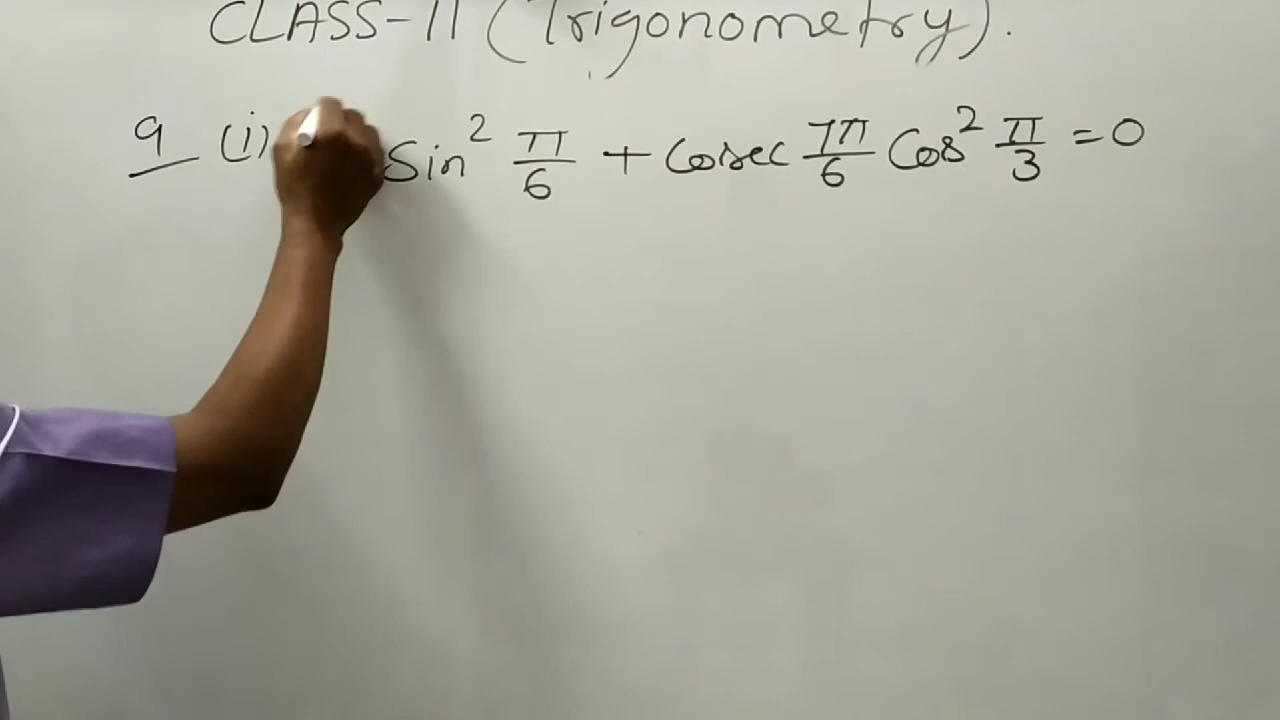 CLASS-11 (Trigonometry).
9 (i) Sin² π/6 + Cosec 7π/6 Cos² π/3 = 0